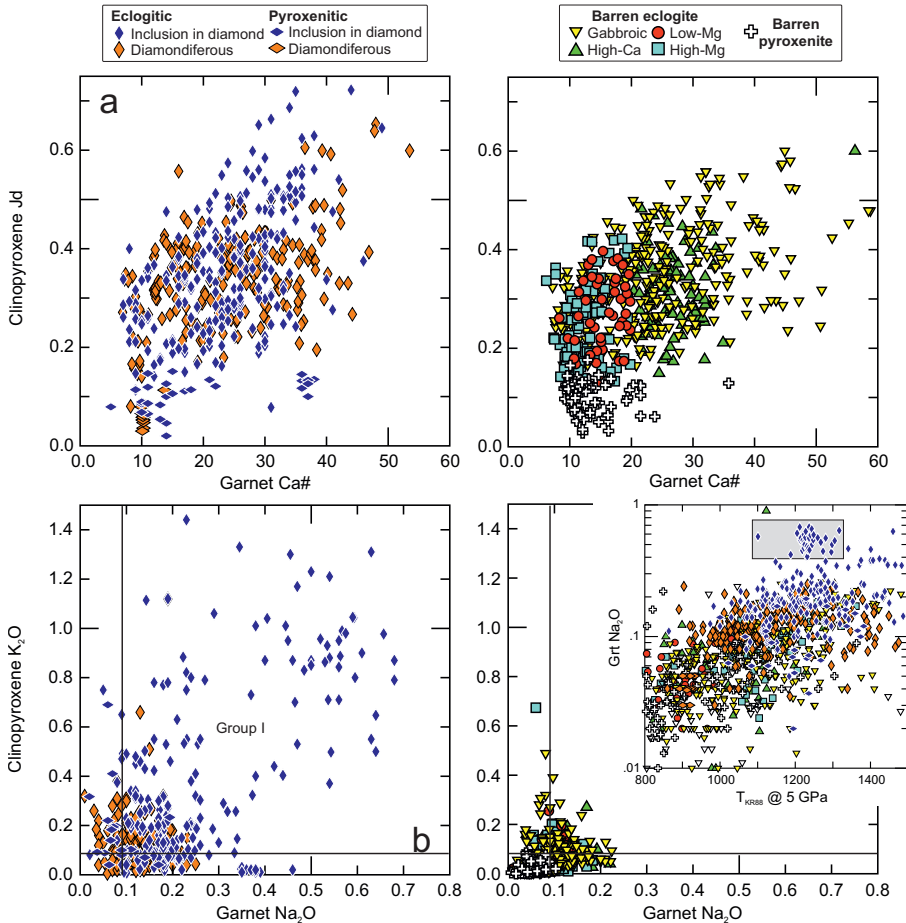 Eclogitic Pyroxenitic
Inclusion in diamond Inclusion in diamond
Diamondiferous Diamondiferous
Barren eclogite
Gabbroic Low-Mg Barren
High-Ca High-Mg pyroxenite
a
Clinopyroxene Jd
0.6
0.4
0.2
0.0
0.0 10 20 30 40 50 60
Garnet Ca#
0.6
0.4
0.2
0.0
0.0 10 20 30 40 50 60
Garnet Ca#
Clinopyroxene K2O
1.4
1.2
1.0
0.8
0.6
0.4
0.2
0.0
Group I
b
0.0 0.1 0.2 0.3 0.4 0.5 0.6 0.7 0.8
Garnet Na2O
1.4
1.2
1.0
0.8
0.6
0.4
0.2
0.0
0.0 0.1 0.2 0.3 0.4 0.5 0.6 0.7 0.8
Garnet Na2O
Grt Na2O
1
.1
.01
800 1000 1200 1400
TKR88 @ 5 GPa